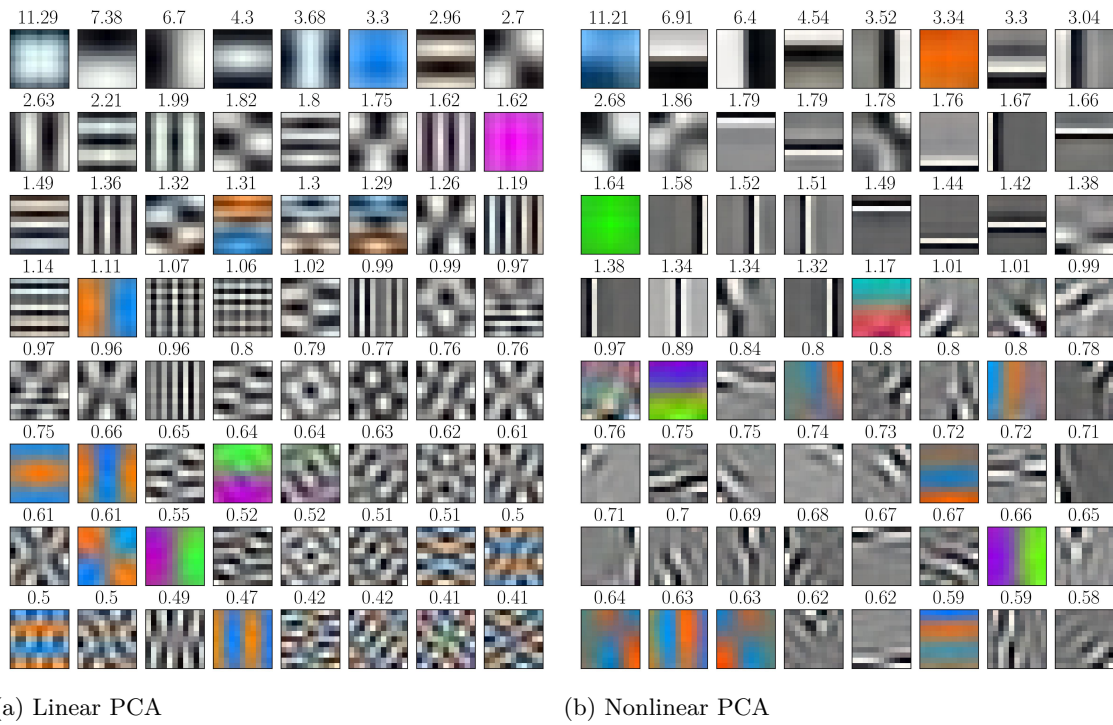 11.29 7.38 6.7 4.3 3.68 3.3 2.96 2.7
2.63 2.21 1.99 1.82 1.8 1.75 1.62 1.62
1.49 1.36 1.32 1.31 1.3 1.29 1.26 1.19
1.14 1.11 1.07 1.06 1.02 0.99 0.99 0.97
0.97 0.96 0.96 0.8 0.79 0.77 0.76 0.76
0.75 0.66 0.65 0.64 0.64 0.63 0.62 0.61
0.61 0.61 0.55 0.52 0.52 0.51 0.51 0.5
0.5 0.5 0.49 0.47 0.42 0.42 0.41 0.41
a) Linear PCA
11.21 6.91 6.4 4.54 3.52 3.34 3.3 3.04
2.68 1.86 1.79 1.79 1.78 1.76 1.67 1.66
1.64 1.58 1.52 1.51 1.49 1.44 1.42 1.38
1.38 1.34 1.34 1.32 1.17 1.01 1.01 0.99
0.97 0.89 0.84 0.8 0.8 0.8 0.8 0.78
0.76 0.75 0.75 0.74 0.73 0.72 0.72 0.71
0.71 0.7 0.69 0.68 0.67 0.67 0.66 0.65
0.64 0.63 0.63 0.62 0.62 0.59 0.59 0.58
(b) Nonlinear PCA